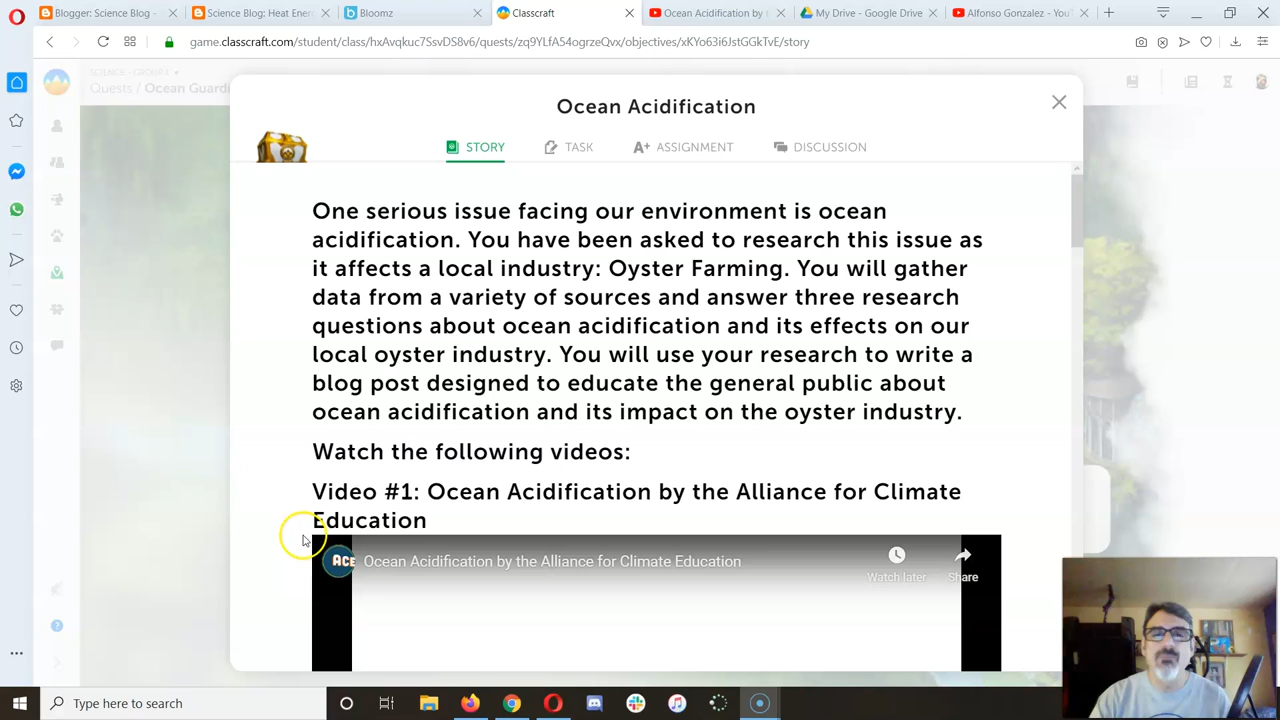 Blogger: Science Blog -
Science Blog: Heat Ener
Bloomz
Classcraft
Ocean Acidification by t
My Drive - Google Drive
Alfonso Gonzalez - YouT
game.classcraft.com/student/class/hxAvqkuc7SsvDS8v6/quests/zq9YLfA54ogrzeQvx/objectives/xKYo63i6JstGGkTvE/story
SCIENCE - GROUP
Quests / Ocean Guardi
Ocean Acidification
STORY
TASK
A+ ASSIGNMENT
DISCUSSION
One serious issue facing our environment is ocean
acidification. You have been asked to research this issue as
it affects a local industry: Oyster Farming. You will gather
data from a variety of sources and answer three research
questions about ocean acidification and its effects on our
local oyster industry. You will use your research to write a
blog post designed to educate the general public about
ocean acidification and its impact on the oyster industry.
Watch the following videos:
Video #1: Ocean Acidification by the Alliance for Climate
Education
ACE
Ocean Acidification by the Alliance for Climate Education
Watch later
Share
Type here to search